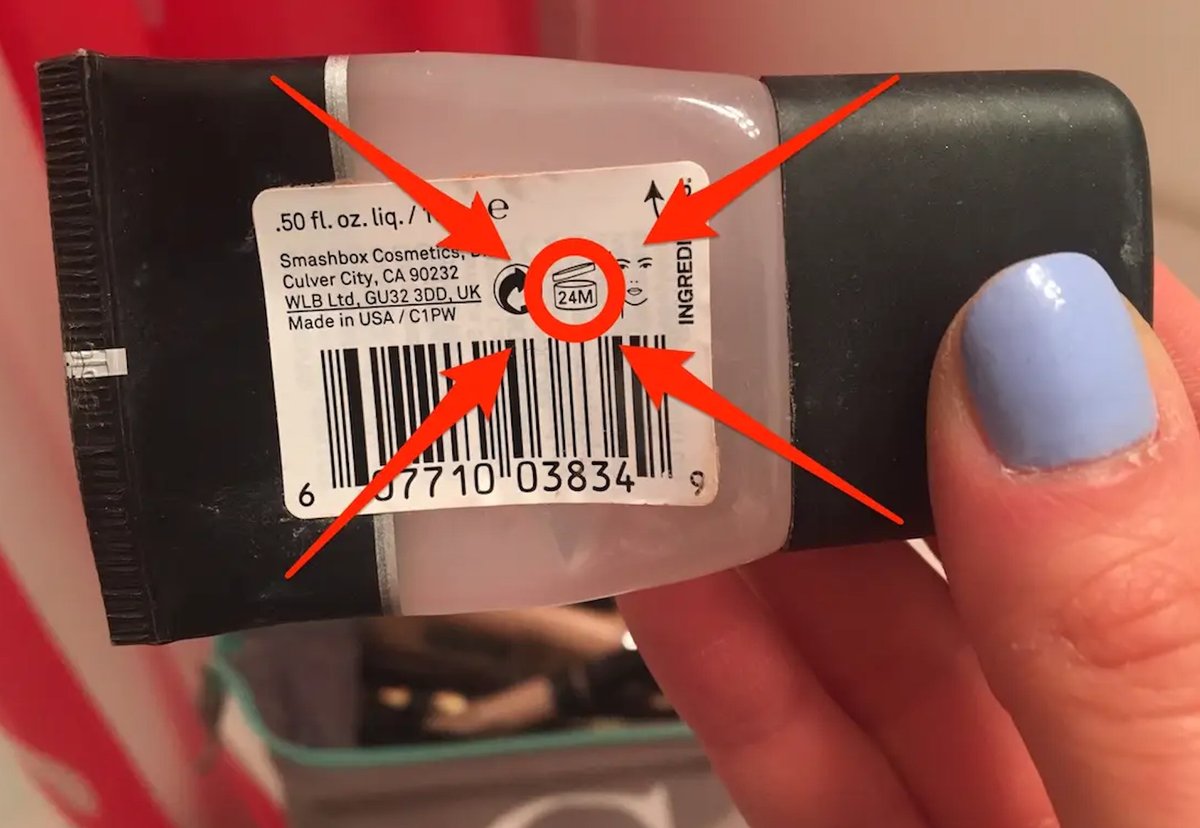 .50 fl. oz. liq. / 1 e
Smashbox Cosmetics,
Culver City, CA 90232
WLB Ltd, GU32 3DD, UK
Made in USA / C1PW
24M
INGREDI
6 07710 03834 9